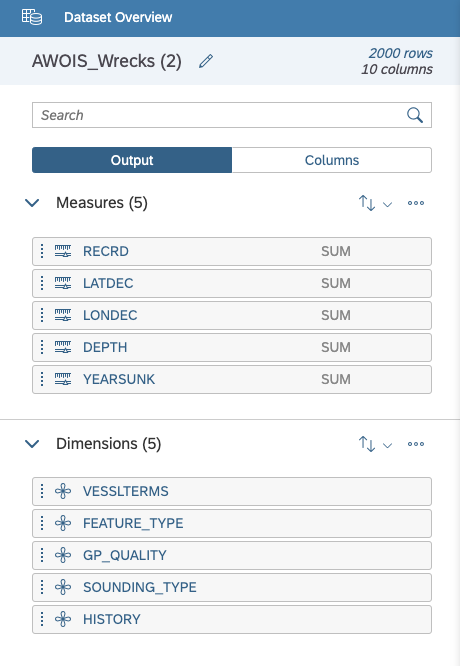 Dataset Overview
AWOIS_Wrecks (2)
2000 rows
10 columns
Search
Output
Columns
Measures (5)
RECRD SUM
LATDEC SUM
LONDEC SUM
DEPTH SUM
YEARSUNK SUM
Dimensions (5)
VESSLTERMS
FEATURE_TYPE
GP_QUALITY
SOUNDING_TYPE
HISTORY